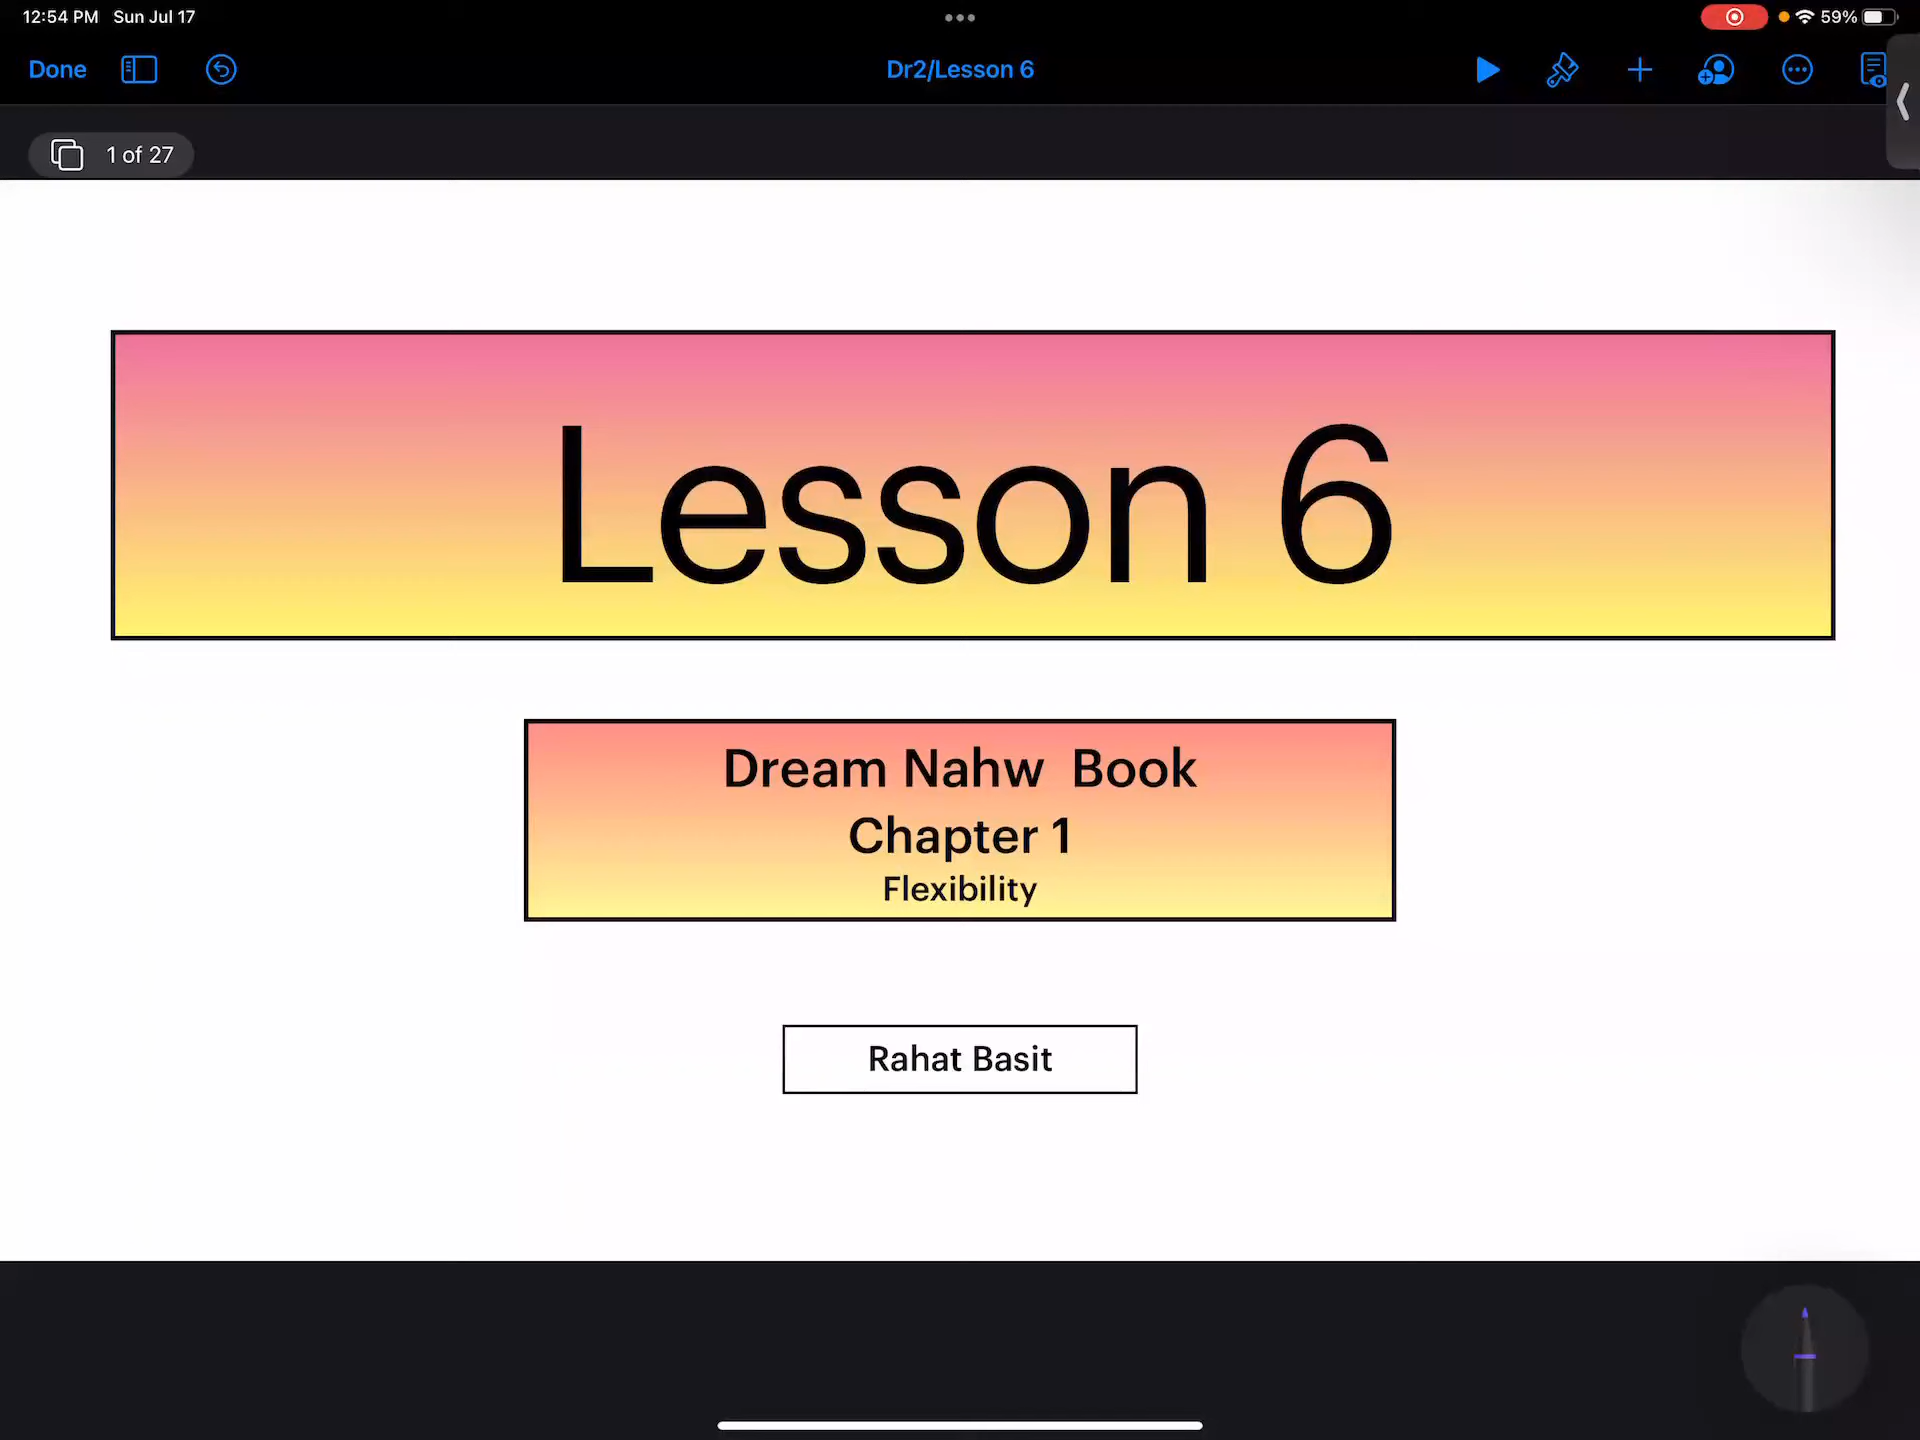 12:54 PM Sun Jul 17
59%
Done
Dr2/Lesson 6
1 of 27
Lesson 6
Dream Nahw Book
Chapter 1
Flexibility
Rahat Basit